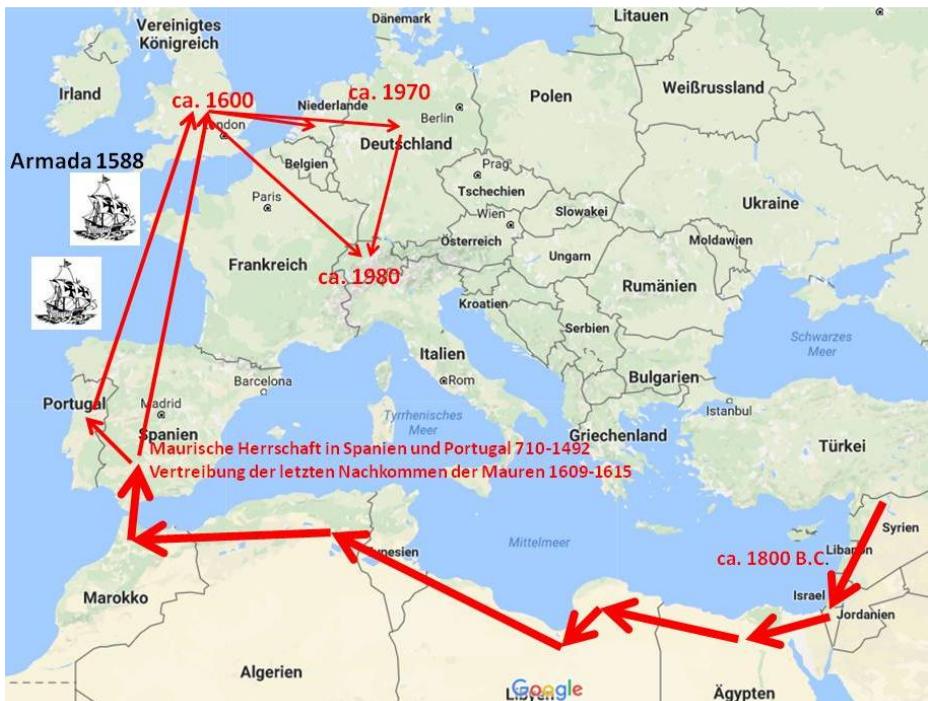 Dänemark
Litauen
Vereinigtes
Königreich
Irland
ca. 1600
Niederlande
ca. 1970
Berlin
Polen
Weißrussland
London
Deutschland
Armada 1588
Belgien
Prag
Tschechien
Paris
Slowakei
Ukraine
Wien
Österreich
Moldawien
Frankreich
Ungarn
ca. 1980
Rumänien
Kroatien
Serbien
Schwarzes
Meer
Italien
Rom
Bulgarien
Barcelona
Portugal
Madrid
Istanbul
Tyrrhenisches
Meer
Spanien
Griechenland
Türkei
Maurische Herrschaft in Spanien und Portugal 710-1492
Vertreibung der letzten Nachkommen der Mauren 1609-1615
Syrien
Mittelmeer
Tunesien
ca. 1800 B.C.
Libanon
Israel
Jordanien
Marokko
Algerien
Google
Libyen
Ägypten